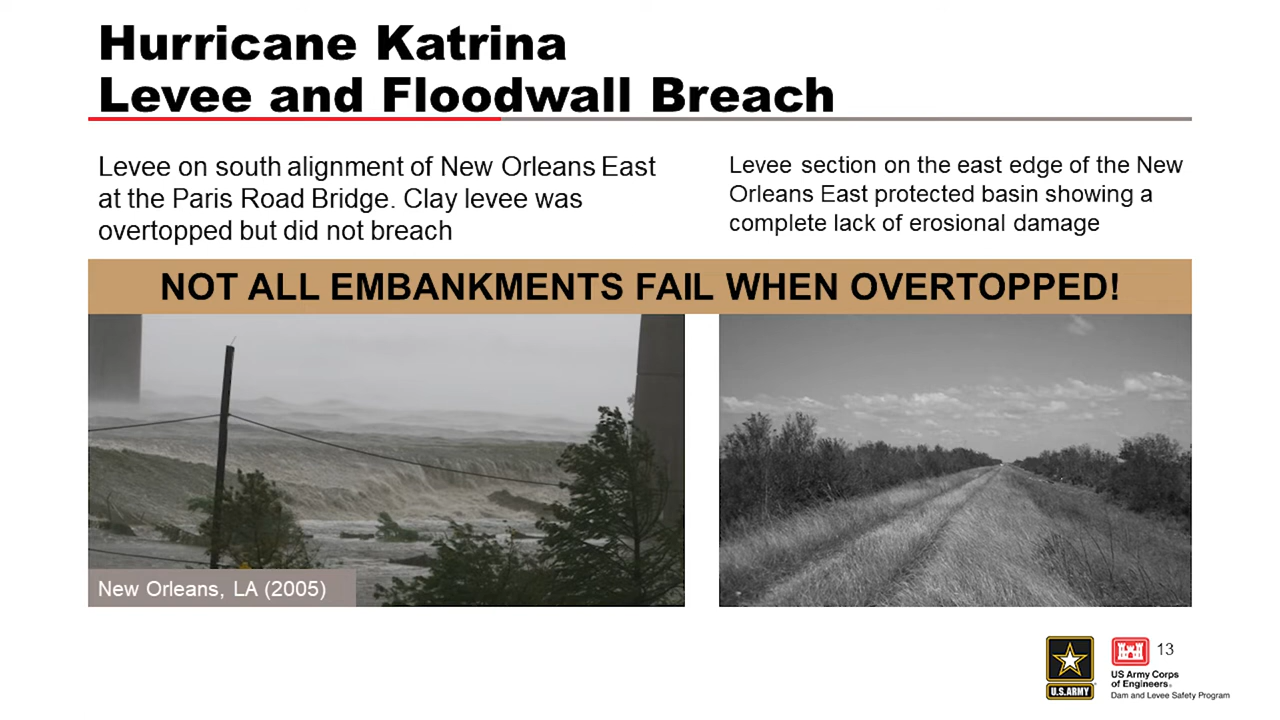 Hurricane Katrina
Levee and Floodwall Breach
Levee on south alignment of New Orleans East
at the Paris Road Bridge. Clay levee was
overtopped but did not breach
Levee section on the east edge of the New
Orleans East protected basin showing a
complete lack of erosional damage
NOT ALL EMBANKMENTS FAIL WHEN OVERTOPPED!
New Orleans, LA (2005)
U.S.ARMY
13
US Army Corps
of Engineers®
Dam and Levee Safety Program